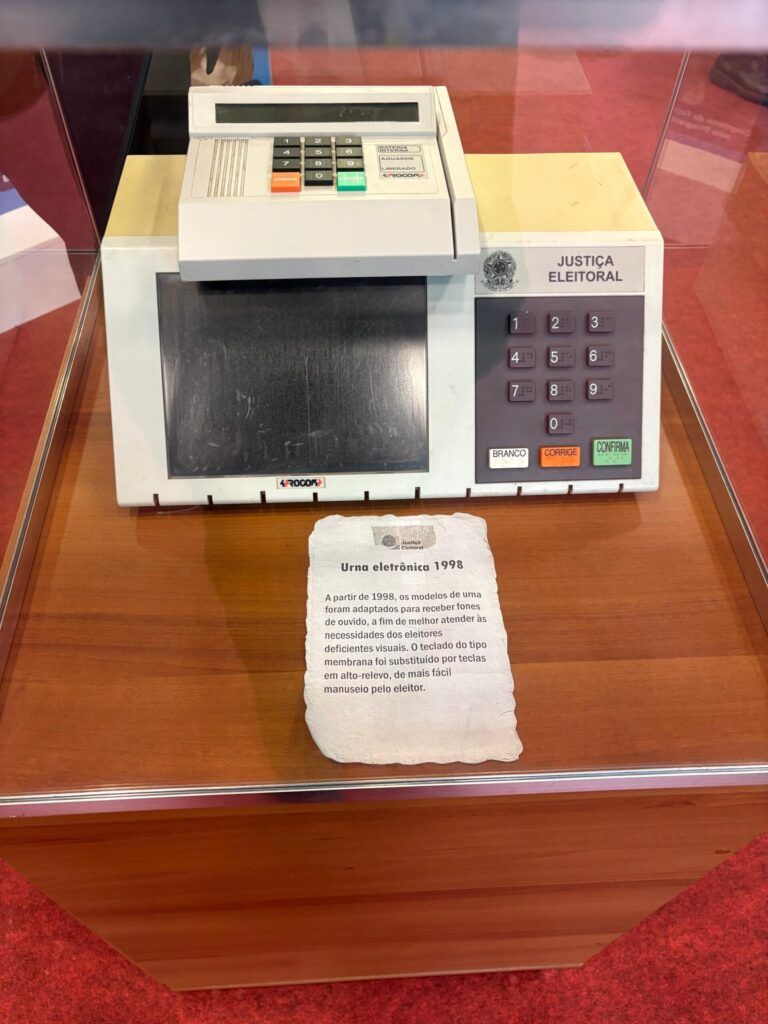 1 2 3
4 5 6
7 8 9
CORRIGE 0
BATERIA
INTERNA
AGUARDE
LIBERADO
PROCOMP
JUSTIÇA
ELEITORAL
1 2 3
4 5 6
7 8 9
0
BRANCO CORRIGE CONFIRMA
PROCOMP
Justiça
Eleitoral
Urna eletrônica 1998
A partir de 1998, os modelos de urna
foram adaptados para receber fones
de ouvido, a fim de melhor atender às
necessidades dos eleitores
deficientes visuais. O teclado do tipo
membrana foi substituído por teclas
em alto-relevo, de mais fácil
manuseio pelo eleitor.